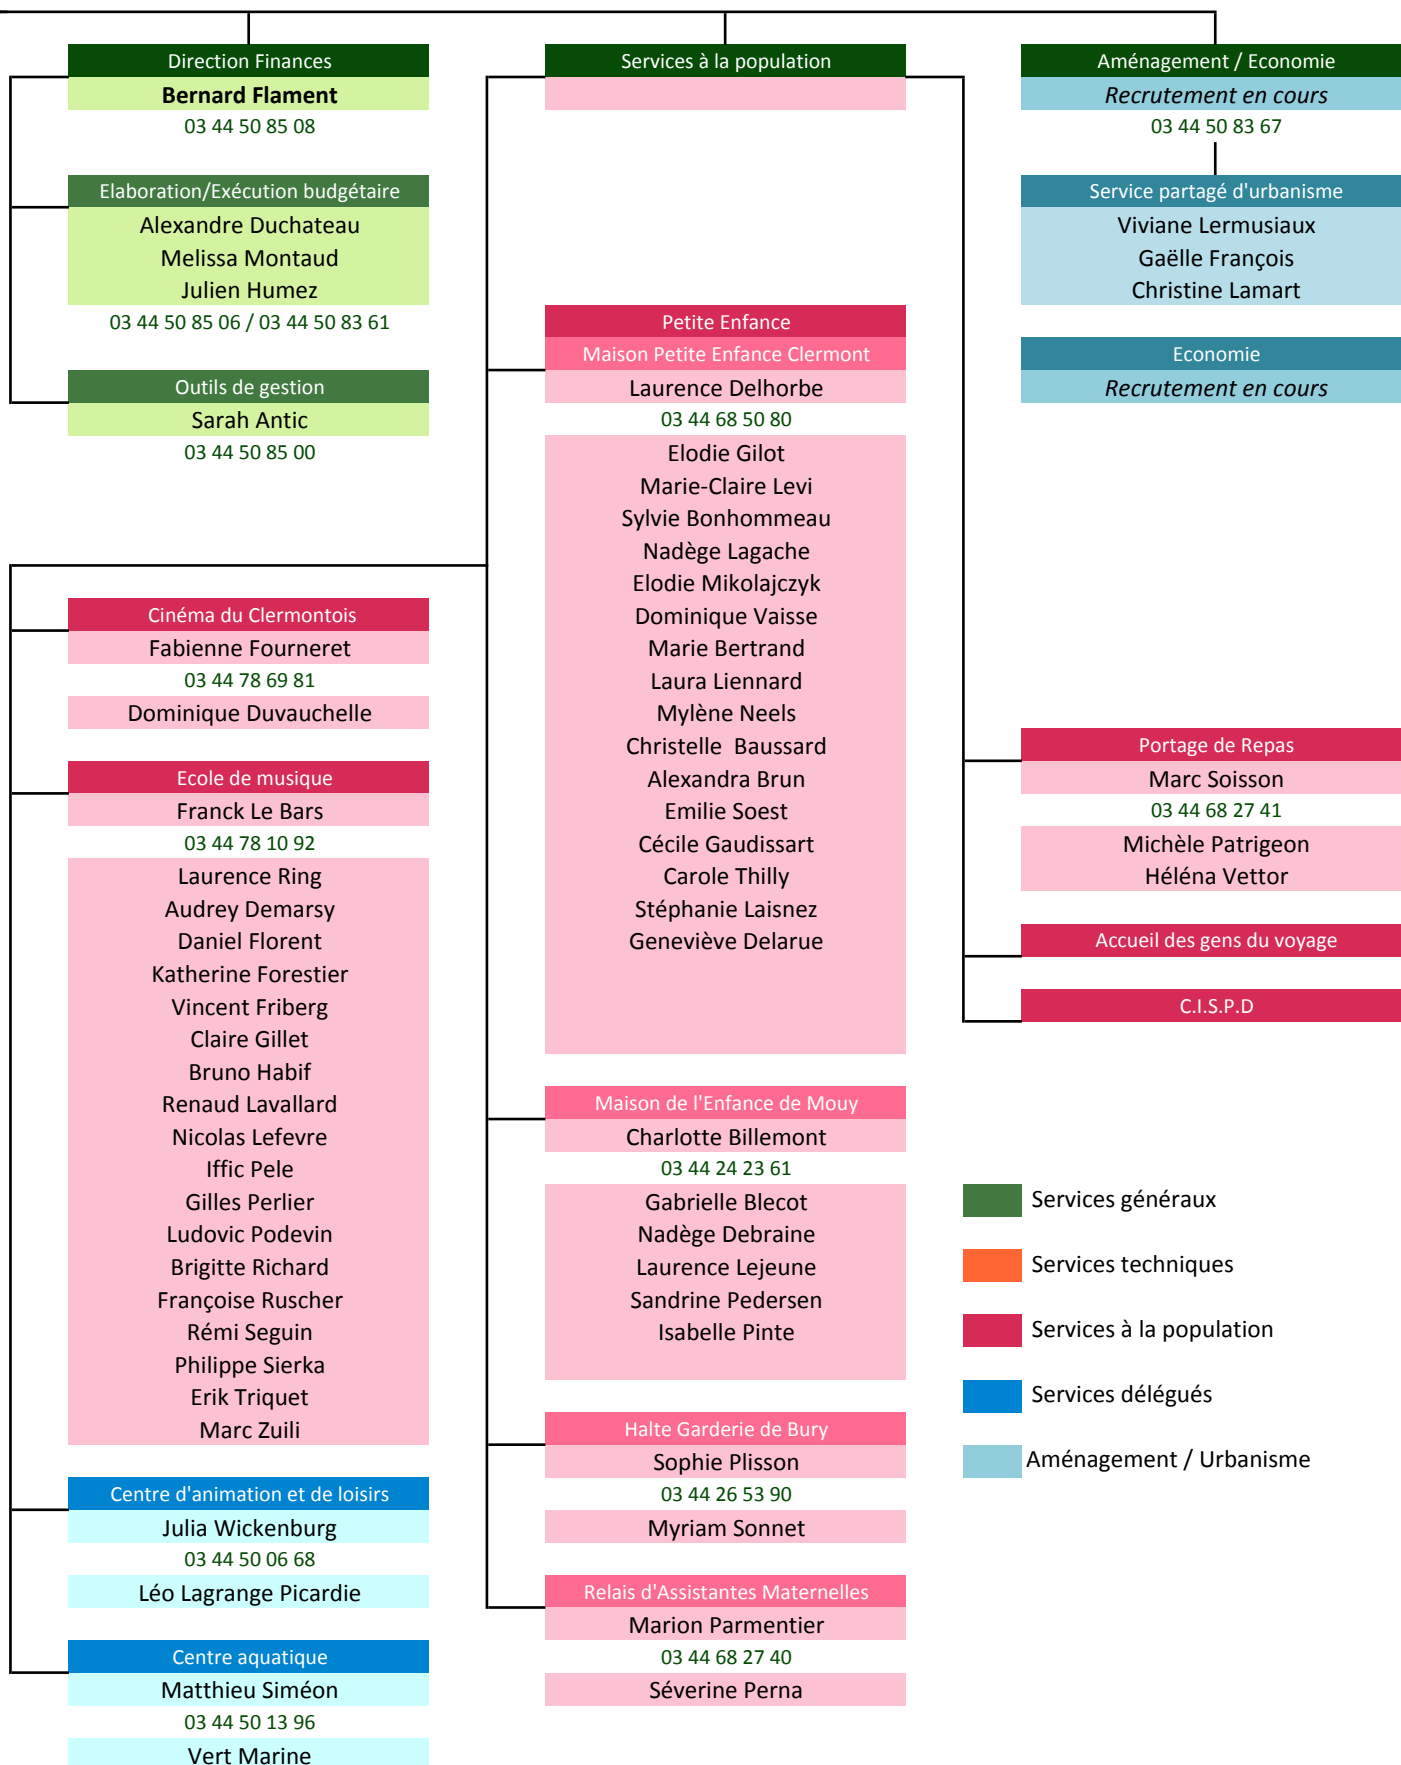 Direction Finances
Bernard Flament
03 44 50 85 08
Elaboration/Exécution budgétaire
Alexandre Duchateau
Melissa Montaud
Julien Humez
03 44 50 85 06 / 03 44 50 83 61
Outils de gestion
Sarah Antic
03 44 50 85 00
Cinéma du Clermontois
Fabienne Fourneret
03 44 78 69 81
Dominique Duvauchelle
Ecole de musique
Franck Le Bars
03 44 78 10 92
Laurence Ring
Audrey Demarsy
Daniel Florent
Katherine Forestier
Vincent Friberg
Claire Gillet
Bruno Habif
Renaud Lavallard
Nicolas Lefevre
Iffic Pele
Gilles Perlier
Ludovic Podevin
Brigitte Richard
Françoise Ruscher
Rémi Seguin
Philippe Sierka
Erik Triquet
Marc Zuili
Centre d'animation et de loisirs
Julia Wickenburg
03 44 50 06 68
Léo Lagrange Picardie
Centre aquatique
Matthieu Siméon
03 44 50 13 96
Vert Marine
Services à la population
Petite Enfance
Maison Petite Enfance Clermont
Laurence Delhorbe
03 44 68 50 80
Elodie Gilot
Marie-Claire Levi
Sylvie Bonhommeau
Nadège Lagache
Elodie Mikolajczyk
Dominique Vaisse
Marie Bertrand
Laura Liennard
Mylène Neels
Christelle  Baussard
Alexandra Brun
Emilie Soest
Cécile Gaudissart
Carole Thilly
Stéphanie Laisnez
Geneviève Delarue
Maison de l'Enfance de Mouy
Charlotte Billemont
03 44 24 23 61
Gabrielle Blecot
Nadège Debraine
Laurence Lejeune
Sandrine Pedersen
Isabelle Pinte
Halte Garderie de Bury
Sophie Plisson
03 44 26 53 90
Myriam Sonnet
Relais d'Assistantes Maternelles
Marion Parmentier
03 44 68 27 40
Séverine Perna
Aménagement / Economie
Recrutement en cours
03 44 50 83 67
Service partagé d'urbanisme
Viviane Lermusiaux
Gaëlle François
Christine Lamart
Economie
Recrutement en cours
Portage de Repas
Marc Soisson
03 44 68 27 41
Michèle Patrigeon
Héléna Vettor
Accueil des gens du voyage
C.I.S.P.D
Services généraux
Services techniques
Services à la population
Services délégués
Aménagement / Urbanisme